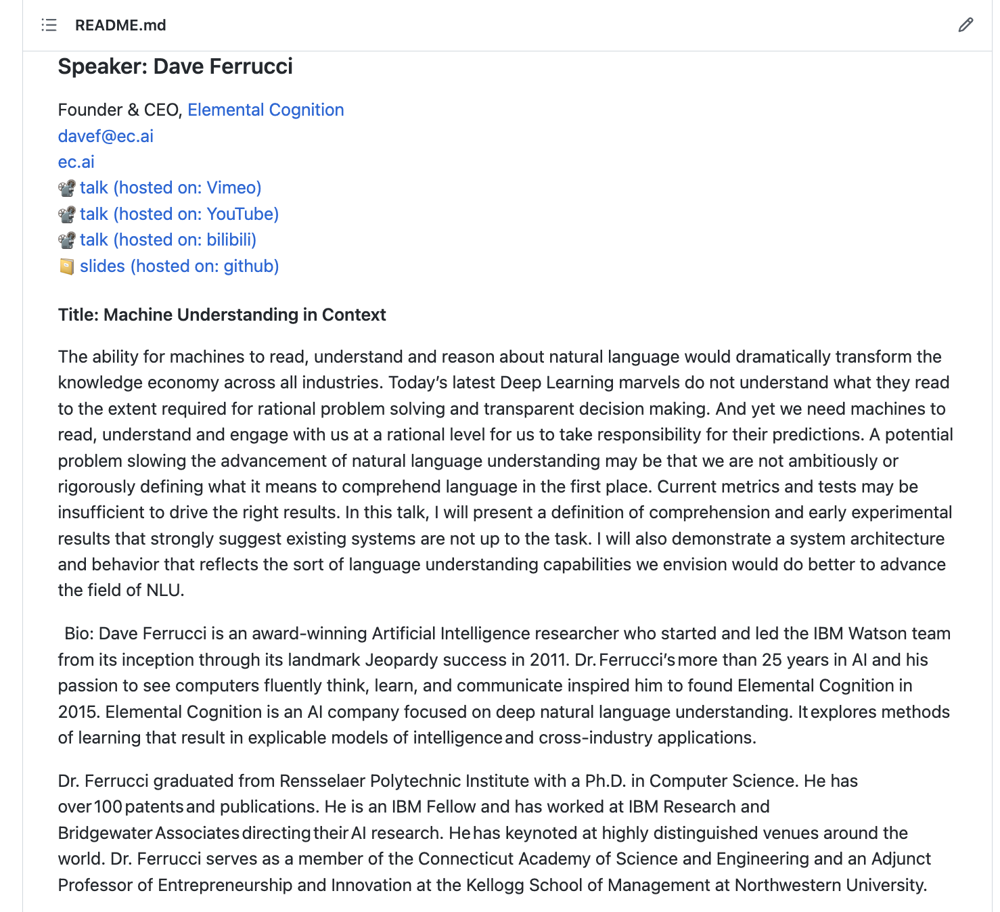 README.md
Speaker: Dave Ferrucci
Founder & CEO, Elemental Cognition
davef@ec.ai
ec.ai
talk (hosted on: Vimeo)
talk (hosted on: YouTube)
talk (hosted on: bilibili)
slides (hosted on: github)
Title: Machine Understanding in Context
The ability for machines to read, understand and reason about natural language would dramatically transform the
knowledge economy across all industries. Today’s latest Deep Learning marvels do not understand what they read
to the extent required for rational problem solving and transparent decision making. And yet we need machines to
read, understand and engage with us at a rational level for us to take responsibility for their predictions. A potential
problem slowing the advancement of natural language understanding may be that we are not ambitiously or
rigorously defining what it means to comprehend language in the first place. Current metrics and tests may be
insufficient to drive the right results. In this talk, I will present a definition of comprehension and early experimental
results that strongly suggest existing systems are not up to the task. I will also demonstrate a system architecture
and behavior that reflects the sort of language understanding capabilities we envision would do better to advance
the field of NLU.
Bio: Dave Ferrucci is an award-winning Artificial Intelligence researcher who started and led the IBM Watson team
from its inception through its landmark Jeopardy success in 2011. Dr. Ferrucci’s more than 25 years in AI and his
passion to see computers fluently think, learn, and communicate inspired him to found Elemental Cognition in
2015. Elemental Cognition is an AI company focused on deep natural language understanding. It explores methods
of learning that result in explicable models of intelligence and cross-industry applications.
Dr. Ferrucci graduated from Rensselaer Polytechnic Institute with a Ph.D. in Computer Science. He has
over 100 patents and publications. He is an IBM Fellow and has worked at IBM Research and
Bridgewater Associates directing their AI research. He has keynoted at highly distinguished venues around the
world. Dr. Ferrucci serves as a member of the Connecticut Academy of Science and Engineering and an Adjunct
Professor of Entrepreneurship and Innovation at the Kellogg School of Management at Northwestern University.